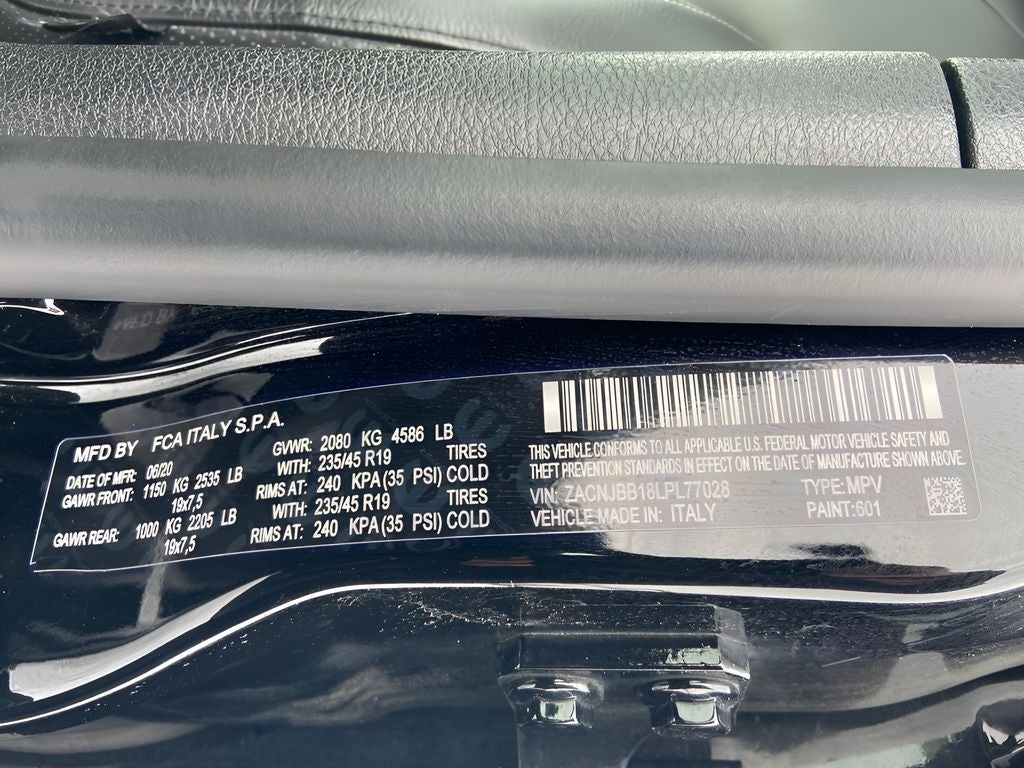 MFD BY FCA ITALY S.P.A.
DATE OF MFR: 06/20 GVWR: 2080 KG 4586 LB
GAWR FRONT: 1150 KG 2535 LB WITH: 235/45 R19 TIRES
19x7,5 RIMS AT: 240 KPA(35 PSI) COLD
WITH: 235/45 R19 TIRES
GAWR REAR: 1000 KG 2205 LB RIMS AT: 240 KPA(35 PSI) COLD
19x7,5
THIS VEHICLE CONFORMS TO ALL APPLICABLE U.S. FEDERAL MOTOR VEHICLE SAFETY AND
THEFT PREVENTION STANDARDS IN EFFECT ON THE DATE OF MANUFACTURE SHOWN ABOVE.
VIN: ZACNJBB18LPL77028 TYPE: MPV
VEHICLE MADE IN: ITALY PAINT: 601